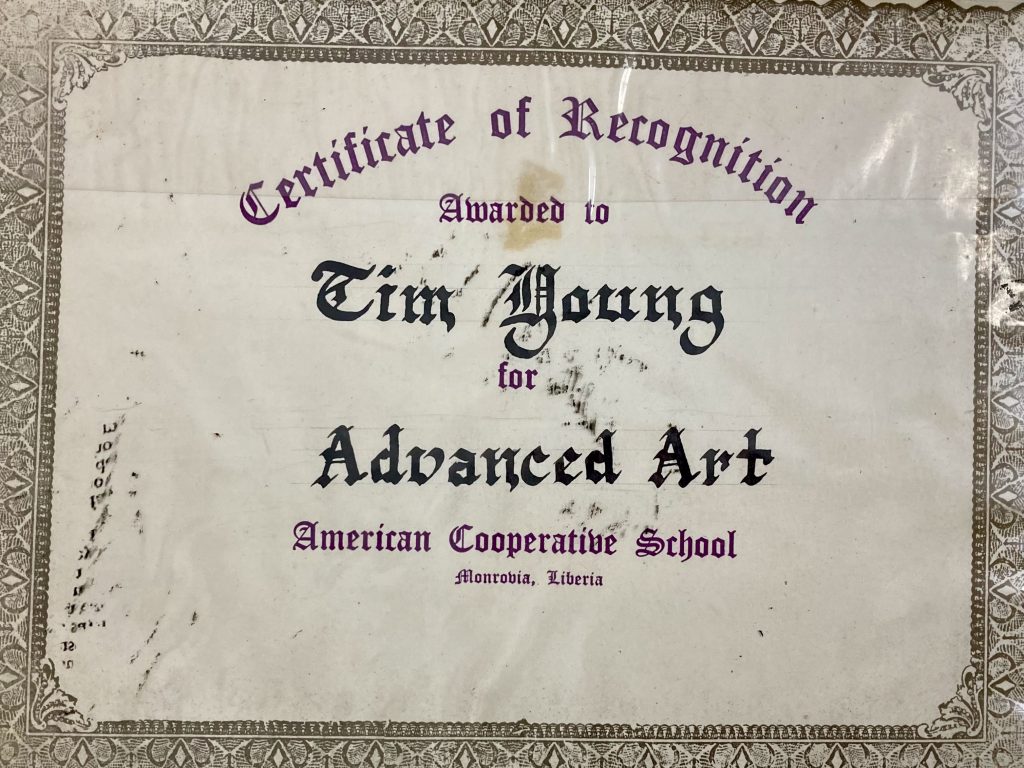 Certificate of Recognition
Awarded to
Tim Young
for
Advanced Art
American Cooperative School
Monrovia, Liberia